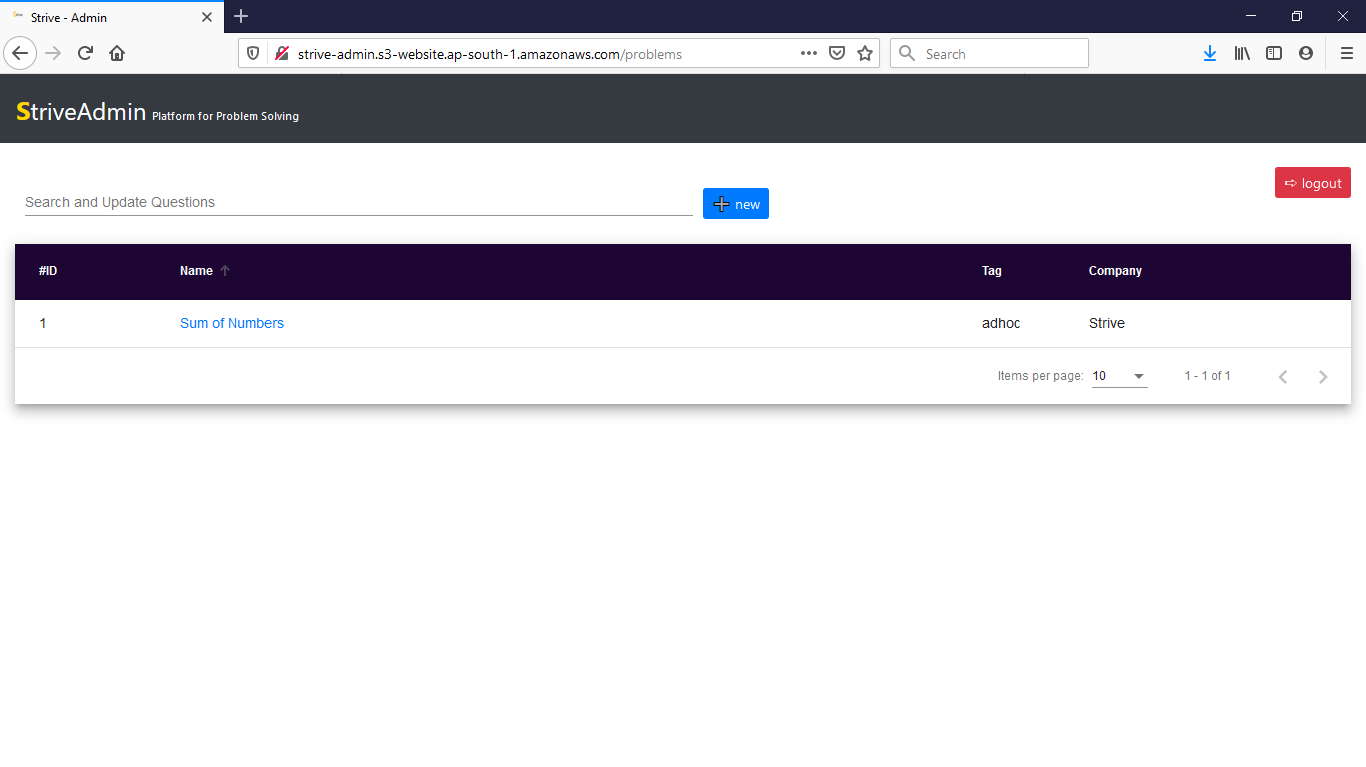 Strive - Admin
strive-admin.s3-website.ap-south-1.amazonaws.com/problems
Search
StriveAdmin Platform for Problem Solving
logout
Search and Update Questions
new
#ID Name Tag Company
1 Sum of Numbers adhoc Strive
Items per page: 10 1 - 1 of 1